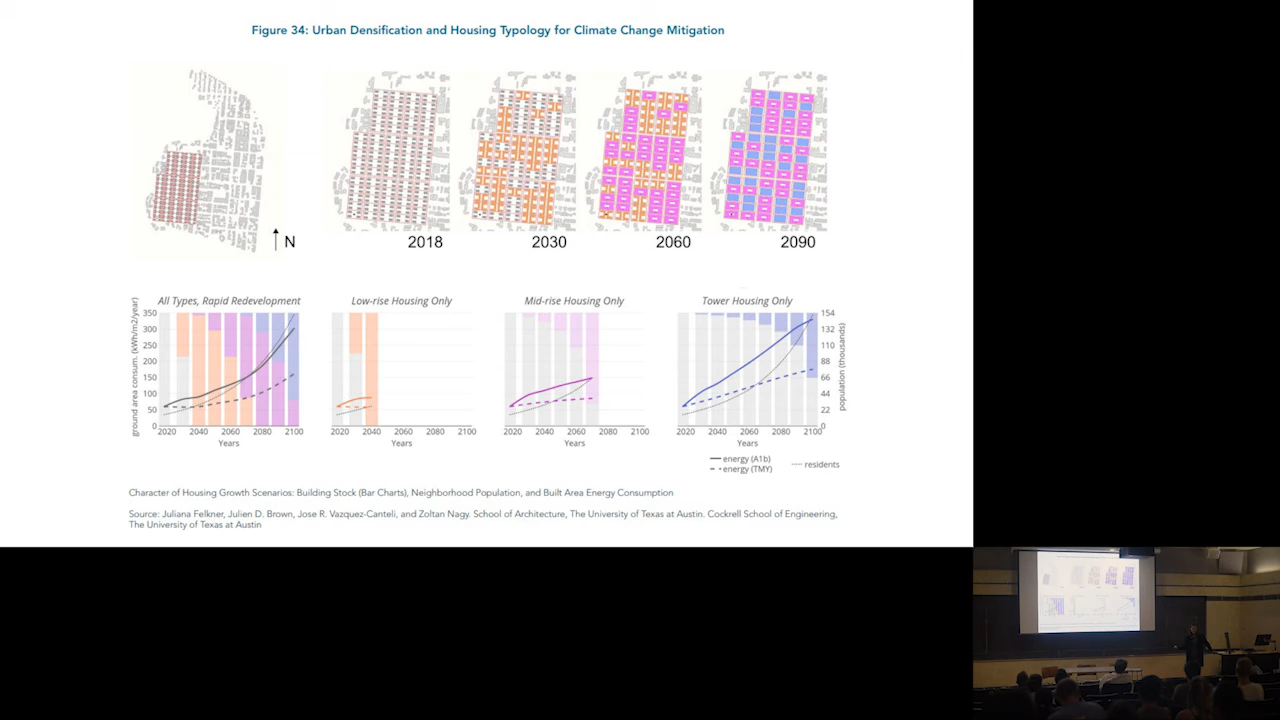 Figure 34: Urban Densification and Housing Typology for Climate Change Mitigation
N
2018
2030
2060
2090
All Types, Rapid Redevelopment
Low-rise Housing Only
Mid-rise Housing Only
Tower Housing Only
ground area consum. (kWh/m2/year)
350
300
250
200
150
100
50
0
2020 2040 2060 2080 2100
Years
2020 2040 2060 2080 2100
Years
2020 2040 2060 2080 2100
Years
2020 2040 2060 2080 2100
Years
154
132
110
88
66
44
22
0
population (thousands)
energy (A1b)
energy (TMY)
residents
Character of Housing Growth Scenarios: Building Stock (Bar Charts), Neighborhood Population, and Built Area Energy Consumption
Source: Juliana Felkner, Julien D. Brown, Jose R. Vazquez-Canteli, and Zoltan Nagy. School of Architecture, The University of Texas at Austin. Cockrell School of Engineering,
The University of Texas at Austin